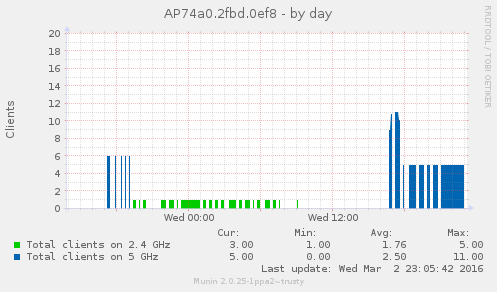 AP74a0.2fbd.0ef8 - by day
RRDTOOL / TOBI OETIKER
Clients
20
18
16
14
12
10
8
6
4
2
0
Wed 00:00 Wed 12:00
Cur: Min: Avg: Max:
Total clients on 2.4 GHz 3.00 1.00 1.76 5.00
Total clients on 5 GHz 5.00 0.00 2.50 11.00
Last update: Wed Mar 2 23:05:42 2016
Munin 2.0.25-1ppa2~trusty